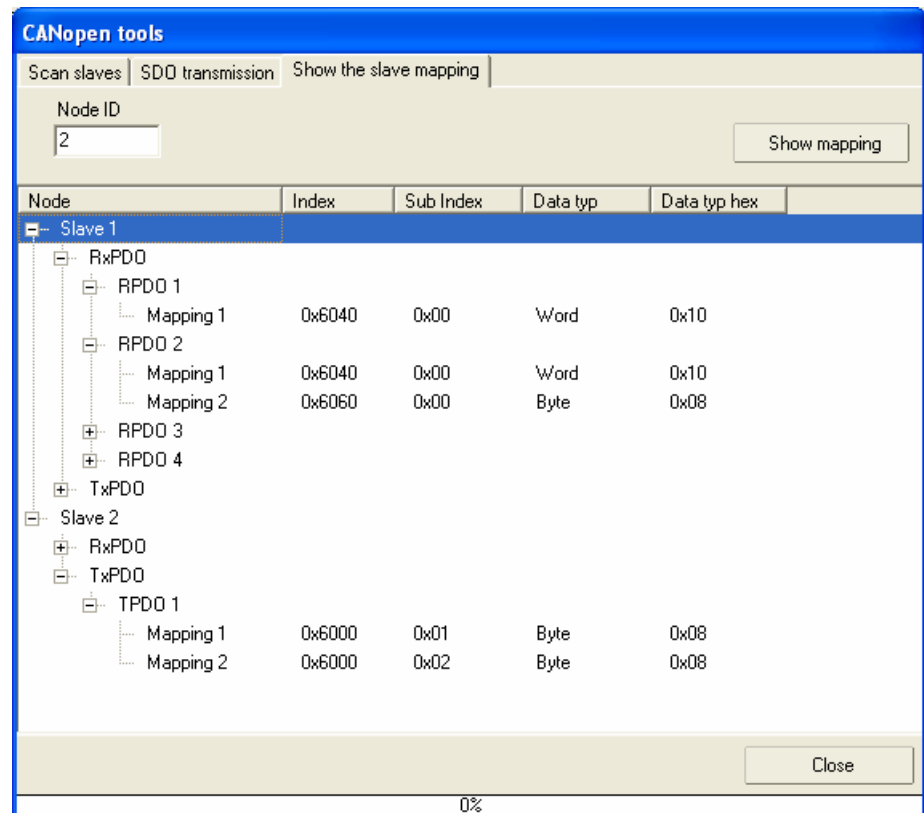 CANopen tools
Scan slaves SDO transmission Show the slave mapping
Node ID
2
Show mapping
Node Index Sub Index Data typ Data typ hex
Slave 1
RxPDO
RPDO 1
Mapping 1 0x6040 0x00 Word 0x10
RPDO 2
Mapping 1 0x6040 0x00 Word 0x10
Mapping 2 0x6060 0x00 Byte 0x08
RPDO 3
RPDO 4
TxPDO
Slave 2
RxPDO
TxPDO
TPDO 1
Mapping 1 0x6000 0x01 Byte 0x08
Mapping 2 0x6000 0x02 Byte 0x08
Close
0%